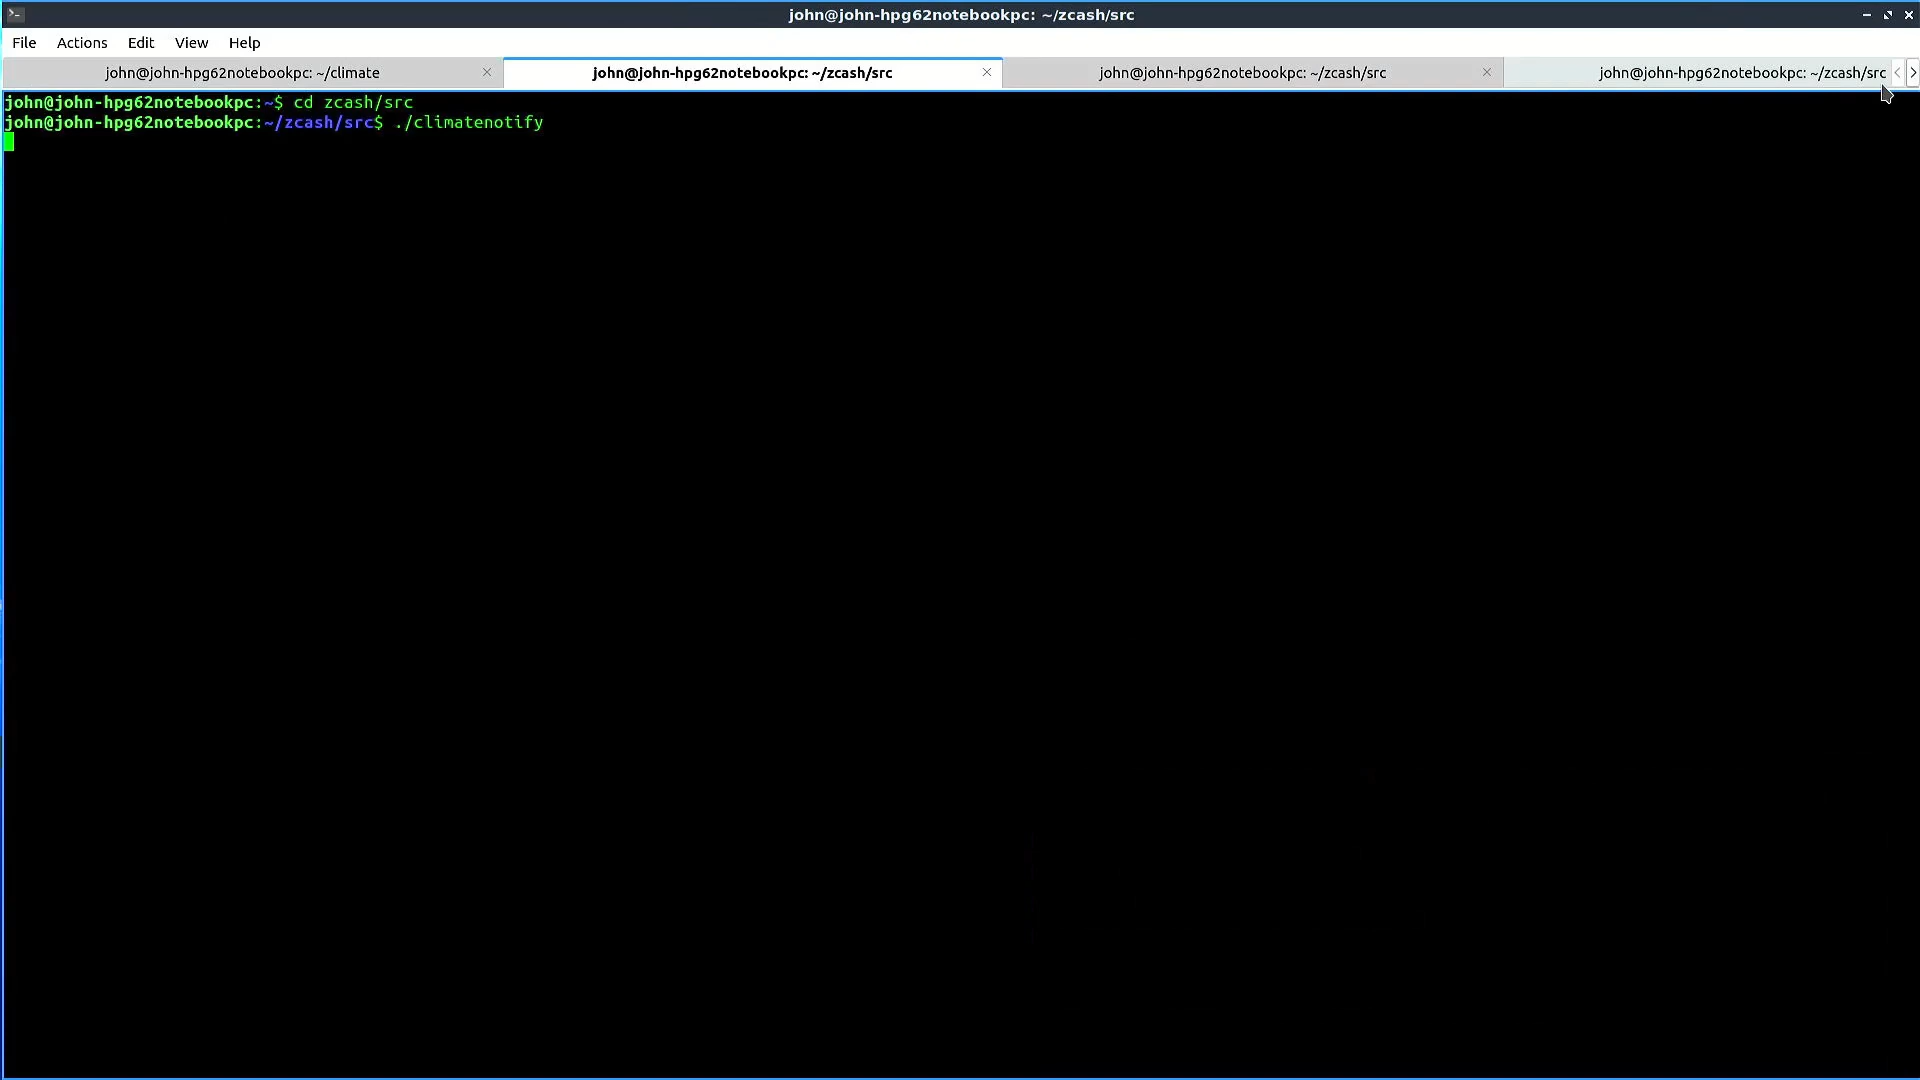 john@john-hpg62notebookpc: ~/zcash/src
File Actions Edit View Help
john@john-hpg62notebookpc: ~/climate john@john-hpg62notebookpc: ~/zcash/src john@john-hpg62notebookpc: ~/zcash/src john@john-hpg62notebookpc: ~/zcash/src
john@john-hpg62notebookpc:~$ cd zcash/src
john@john-hpg62notebookpc:~/zcash/src$ ./climatenotify